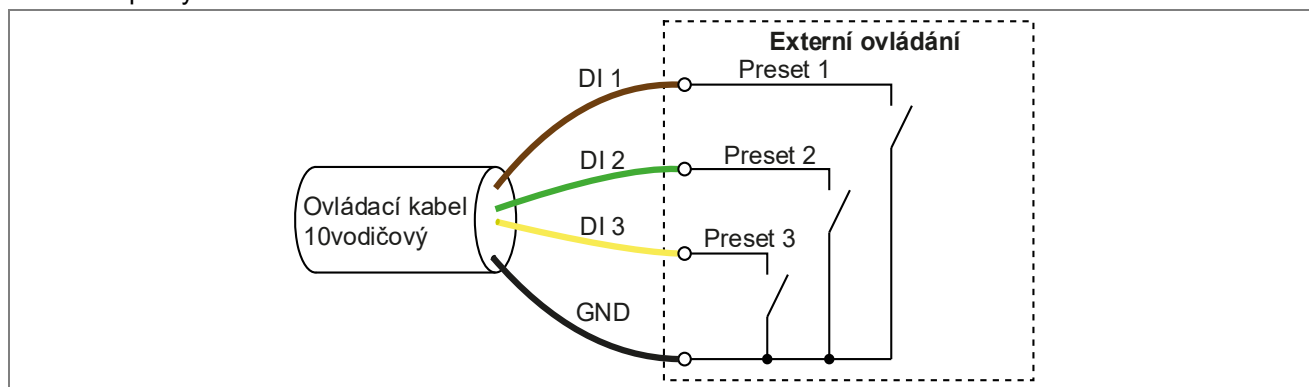 Externí ovládání
DI 1
Preset 1
DI 2
Preset 2
Ovládací kabel
10vodičový
DI 3
Preset 3
GND